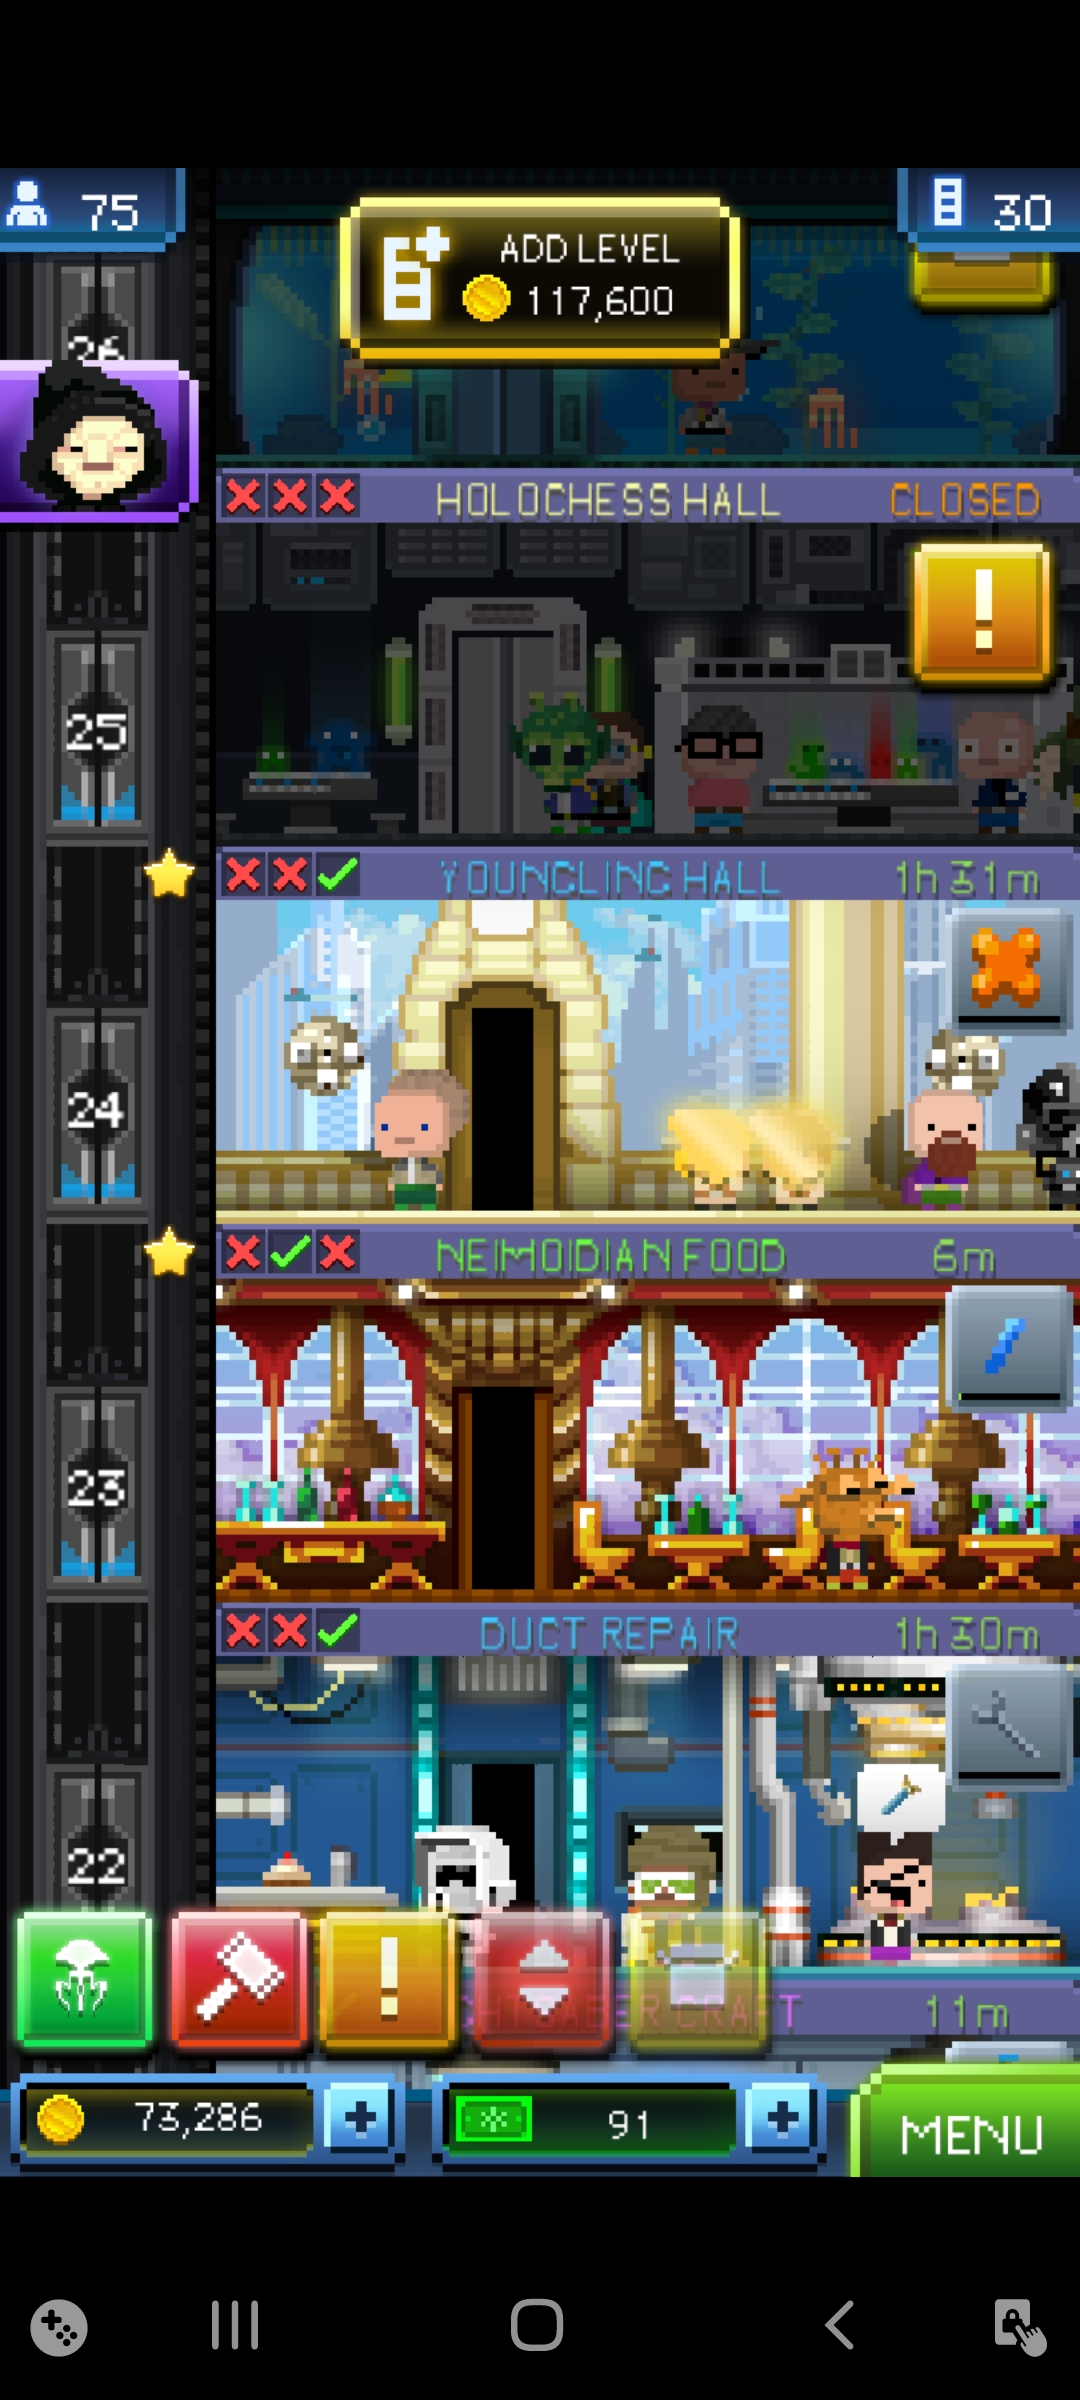 75
ADD LEVEL
117,600
30
26
HOLOCHESS HALL
CLOSED
!
25
YOUNGLING HALL
1h 31m
24
NEIMOIDIAN FOOD
6m
23
DUCT REPAIR
1h 30m
22
!
CRAFT
11m
73,286
+
91
+
MENU